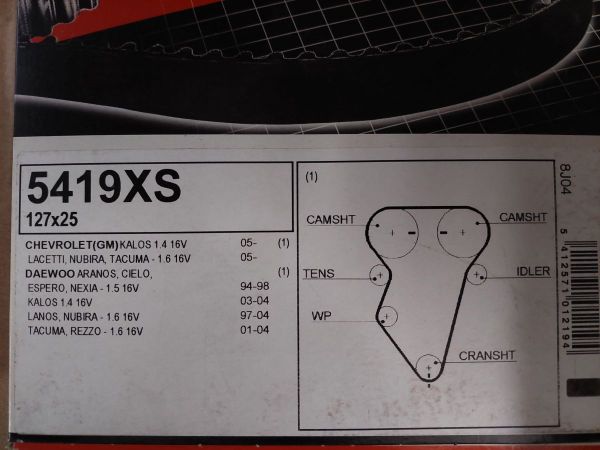 5419XS
127x25
CHEVROLET(GM) KALOS 1.4 16V 05- (1)
LACETTI, NUBIRA, TACUMA - 1.6 16V 05-
DAEWOO ARANOS, CIELO, (1)
ESPERO, NEXIA - 1.5 16V 94-98
KALOS 1.4 16V 03-04
LANOS, NUBIRA - 1.6 16V 97-04
TACUMA, REZZO - 1.6 16V 01-04
(1)
CAMSHT CAMSHT
TENS IDLER
WP
CRANSHT
8J04
5 412571 012194